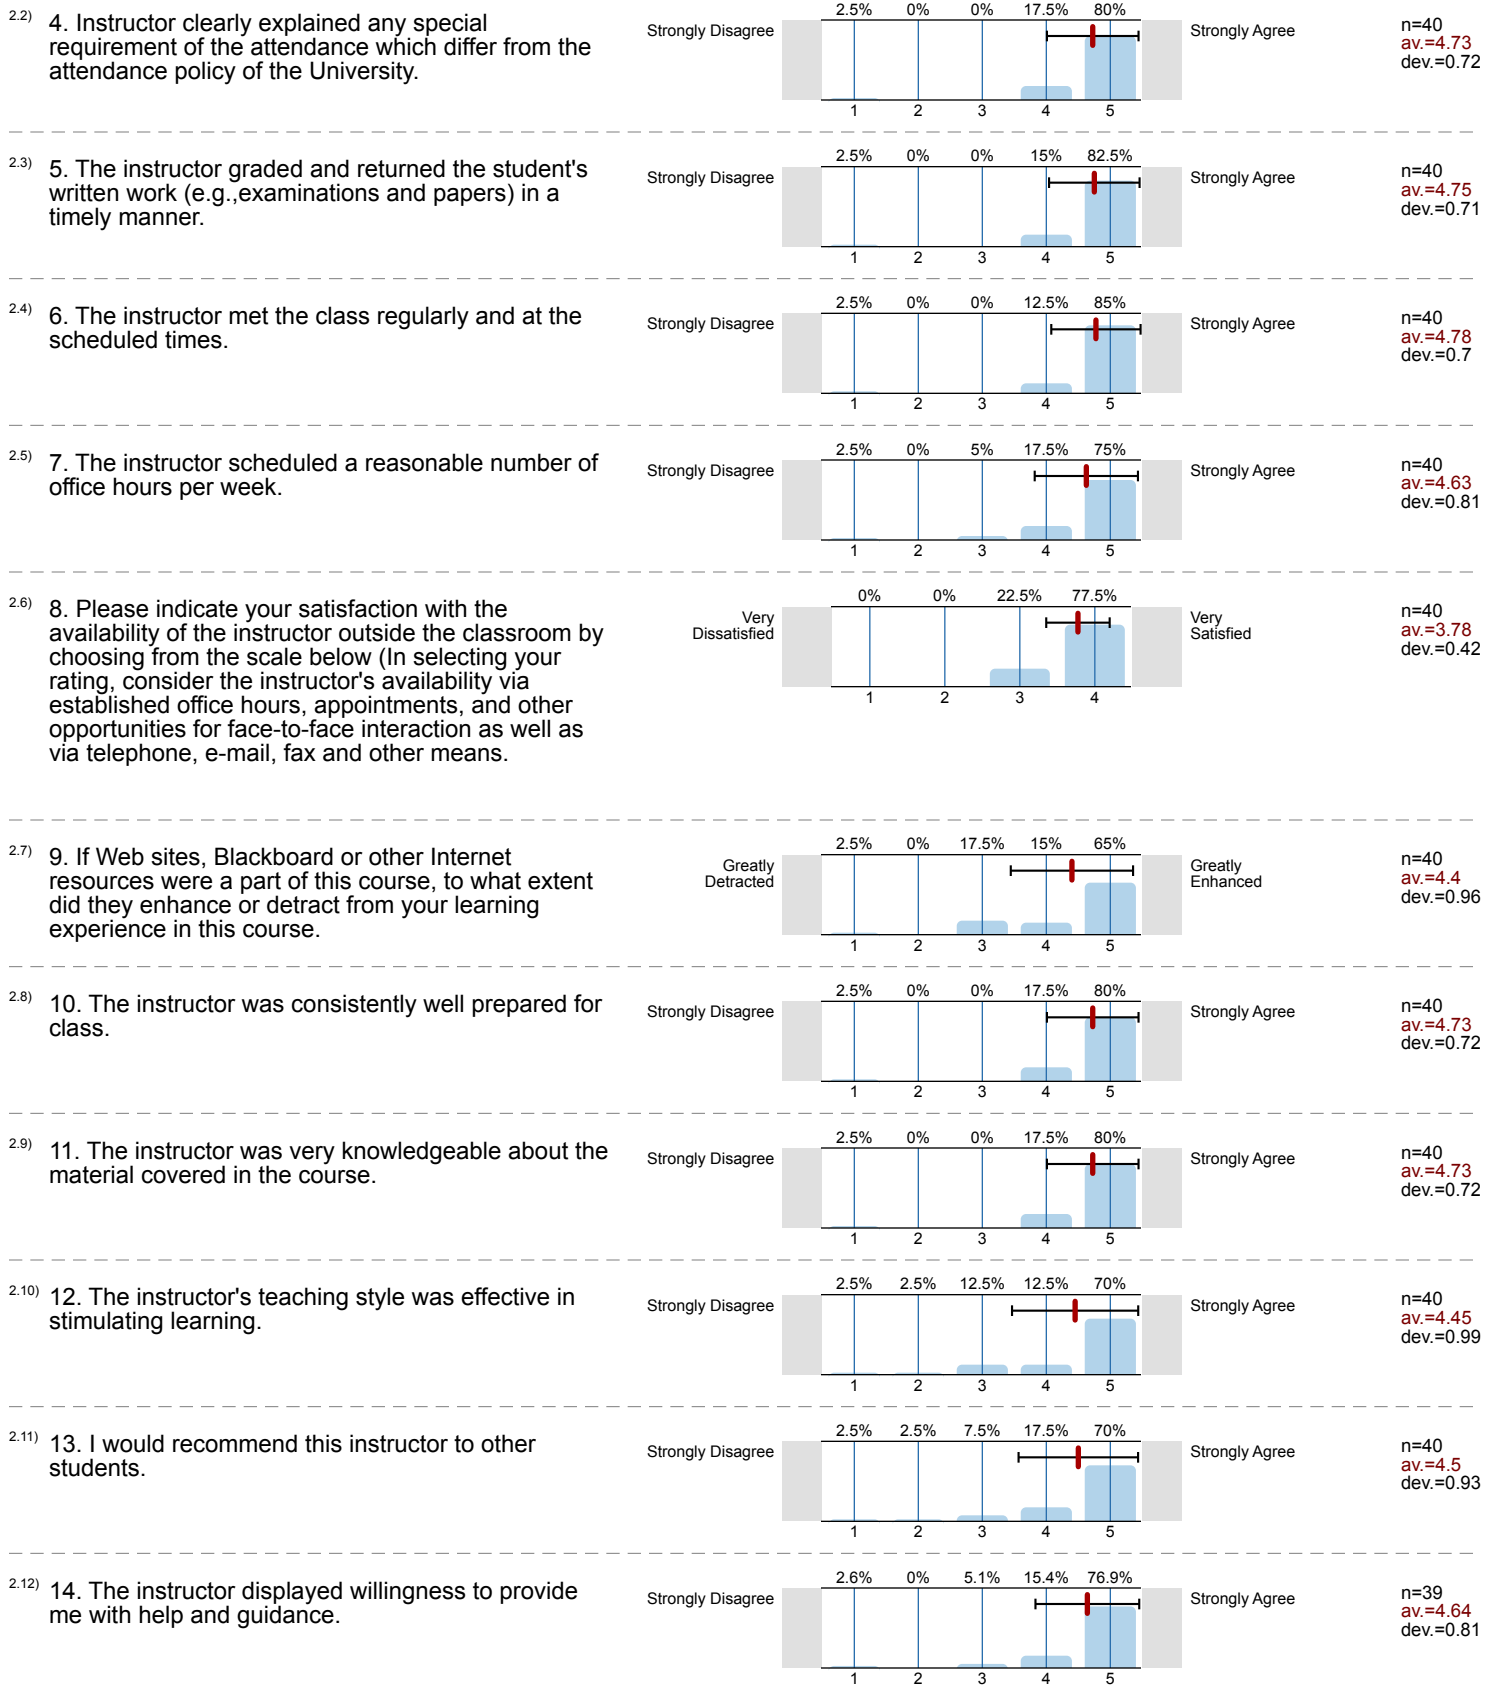 2.2) 4. Instructor clearly explained any special
requirement of the attendance which differ from the
attendance policy of the University.
Strongly Disagree
2.5% 0% 0% 17.5% 80%
1 2 3 4 5
Strongly Agree
n=40
av.=4.73
dev.=0.72
2.3) 5. The instructor graded and returned the student's
written work (e.g.,examinations and papers) in a
timely manner.
Strongly Disagree
2.5% 0% 0% 15% 82.5%
1 2 3 4 5
Strongly Agree
n=40
av.=4.75
dev.=0.71
2.4) 6. The instructor met the class regularly and at the
scheduled times.
Strongly Disagree
2.5% 0% 0% 12.5% 85%
1 2 3 4 5
Strongly Agree
n=40
av.=4.78
dev.=0.7
2.5) 7. The instructor scheduled a reasonable number of
office hours per week.
Strongly Disagree
2.5% 0% 5% 17.5% 75%
1 2 3 4 5
Strongly Agree
n=40
av.=4.63
dev.=0.81
2.6) 8. Please indicate your satisfaction with the
availability of the instructor outside the classroom by
choosing from the scale below (In selecting your
rating, consider the instructor's availability via
established office hours, appointments, and other
opportunities for face-to-face interaction as well as
via telephone, e-mail, fax and other means.
Very
Dissatisfied
0% 0% 22.5% 77.5%
1 2 3 4
Very
Satisfied
n=40
av.=3.78
dev.=0.42
2.7) 9. If Web sites, Blackboard or other Internet
resources were a part of this course, to what extent
did they enhance or detract from your learning
experience in this course.
Greatly
Detracted
2.5% 0% 17.5% 15% 65%
1 2 3 4 5
Greatly
Enhanced
n=40
av.=4.4
dev.=0.96
2.8) 10. The instructor was consistently well prepared for
class.
Strongly Disagree
2.5% 0% 0% 17.5% 80%
1 2 3 4 5
Strongly Agree
n=40
av.=4.73
dev.=0.72
2.9) 11. The instructor was very knowledgeable about the
material covered in the course.
Strongly Disagree
2.5% 0% 0% 17.5% 80%
1 2 3 4 5
Strongly Agree
n=40
av.=4.73
dev.=0.72
2.10) 12. The instructor's teaching style was effective in
stimulating learning.
Strongly Disagree
2.5% 2.5% 12.5% 12.5% 70%
1 2 3 4 5
Strongly Agree
n=40
av.=4.45
dev.=0.99
2.11) 13. I would recommend this instructor to other
students.
Strongly Disagree
2.5% 2.5% 7.5% 17.5% 70%
1 2 3 4 5
Strongly Agree
n=40
av.=4.5
dev.=0.93
2.12) 14. The instructor displayed willingness to provide
me with help and guidance.
Strongly Disagree
2.6% 0% 5.1% 15.4% 76.9%
1 2 3 4 5
Strongly Agree
n=39
av.=4.64
dev.=0.81